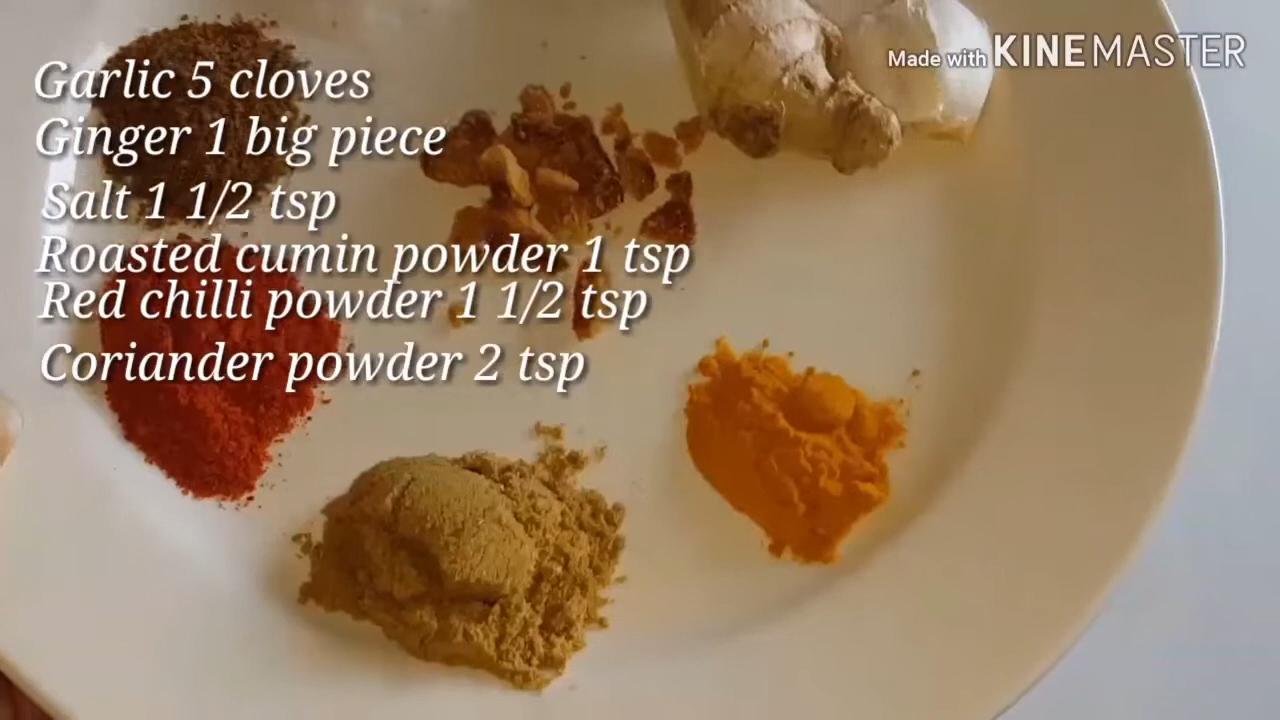 Made with KINEMASTER
Garlic 5 cloves
Ginger 1 big piece
Salt 1 1/2 tsp
Roasted cumin powder 1 tsp
Red chilli powder 1 1/2 tsp
Coriander powder 2 tsp